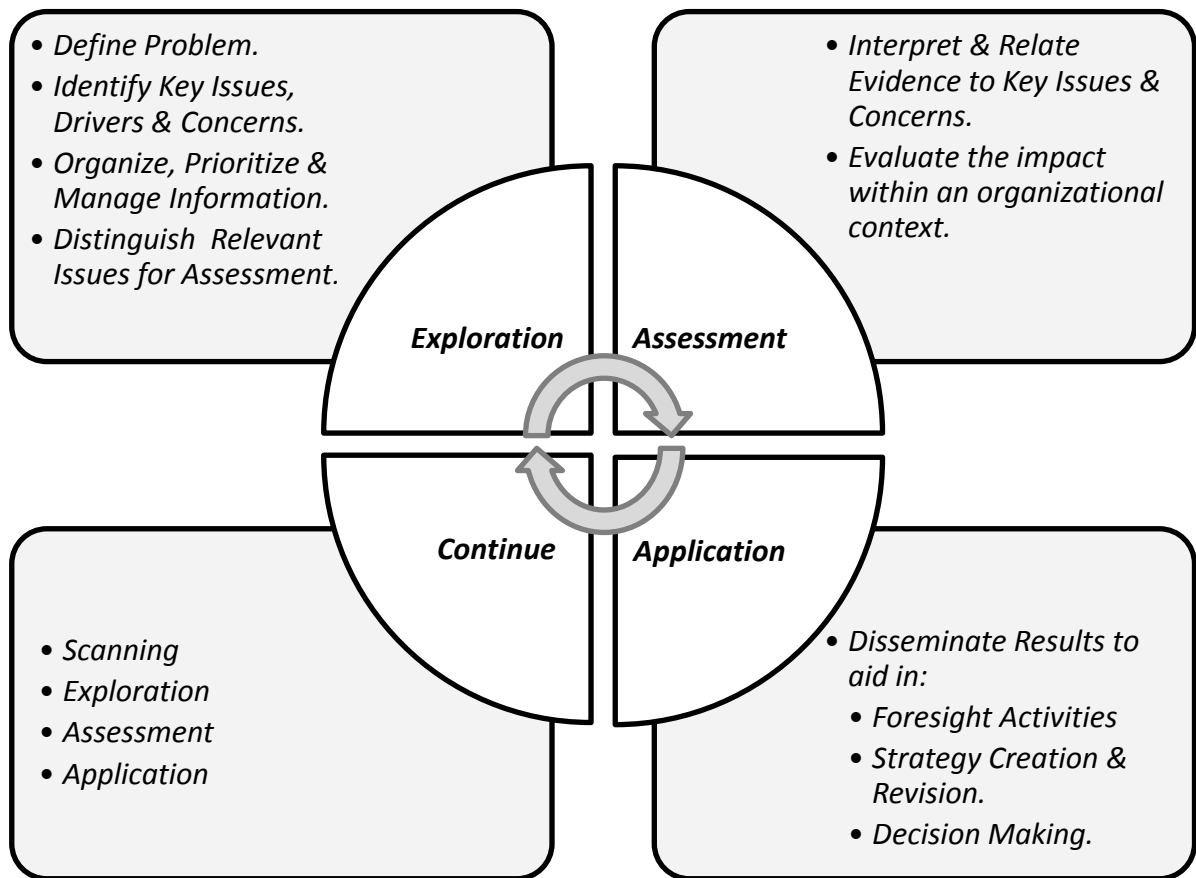 • Define Problem.
• Identify Key Issues,
Drivers & Concerns.
• Organize, Prioritize &
Manage Information.
• Distinguish  Relevant
Issues for Assessment.
• Interpret & Relate
Evidence to Key Issues &
Concerns.
• Evaluate the impact
within an organizational
context.
Exploration
Assessment
Continue
Application
• Scanning
• Exploration
• Assessment
• Application
• Disseminate Results to
aid in:
• Foresight Activities
• Strategy Creation &
Revision.
• Decision Making.